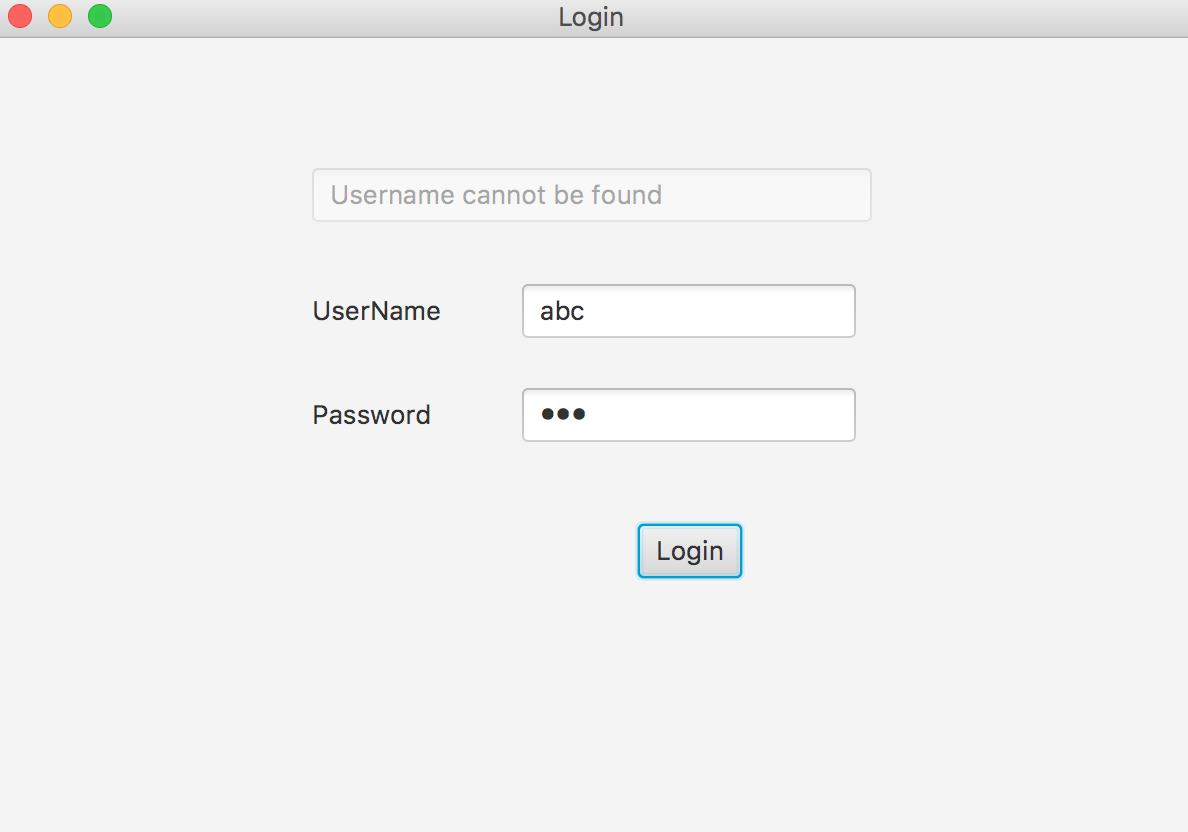 Login
Username cannot be found
UserName abc
Password •••
Login